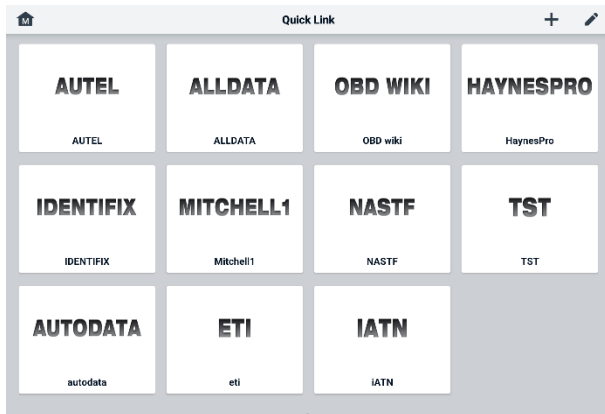 M
Quick Link
AUTEL
ALLDATA
OBD WIKI
HAYNESPRO
AUTEL
ALLDATA
OBD wiki
HaynesPro
IDENTIFIX
MITCHELL1
NASTF
TST
IDENTIFIX
Mitchell1
NASTF
TST
AUTODATA
ETI
IATN
autodata
eti
iATN